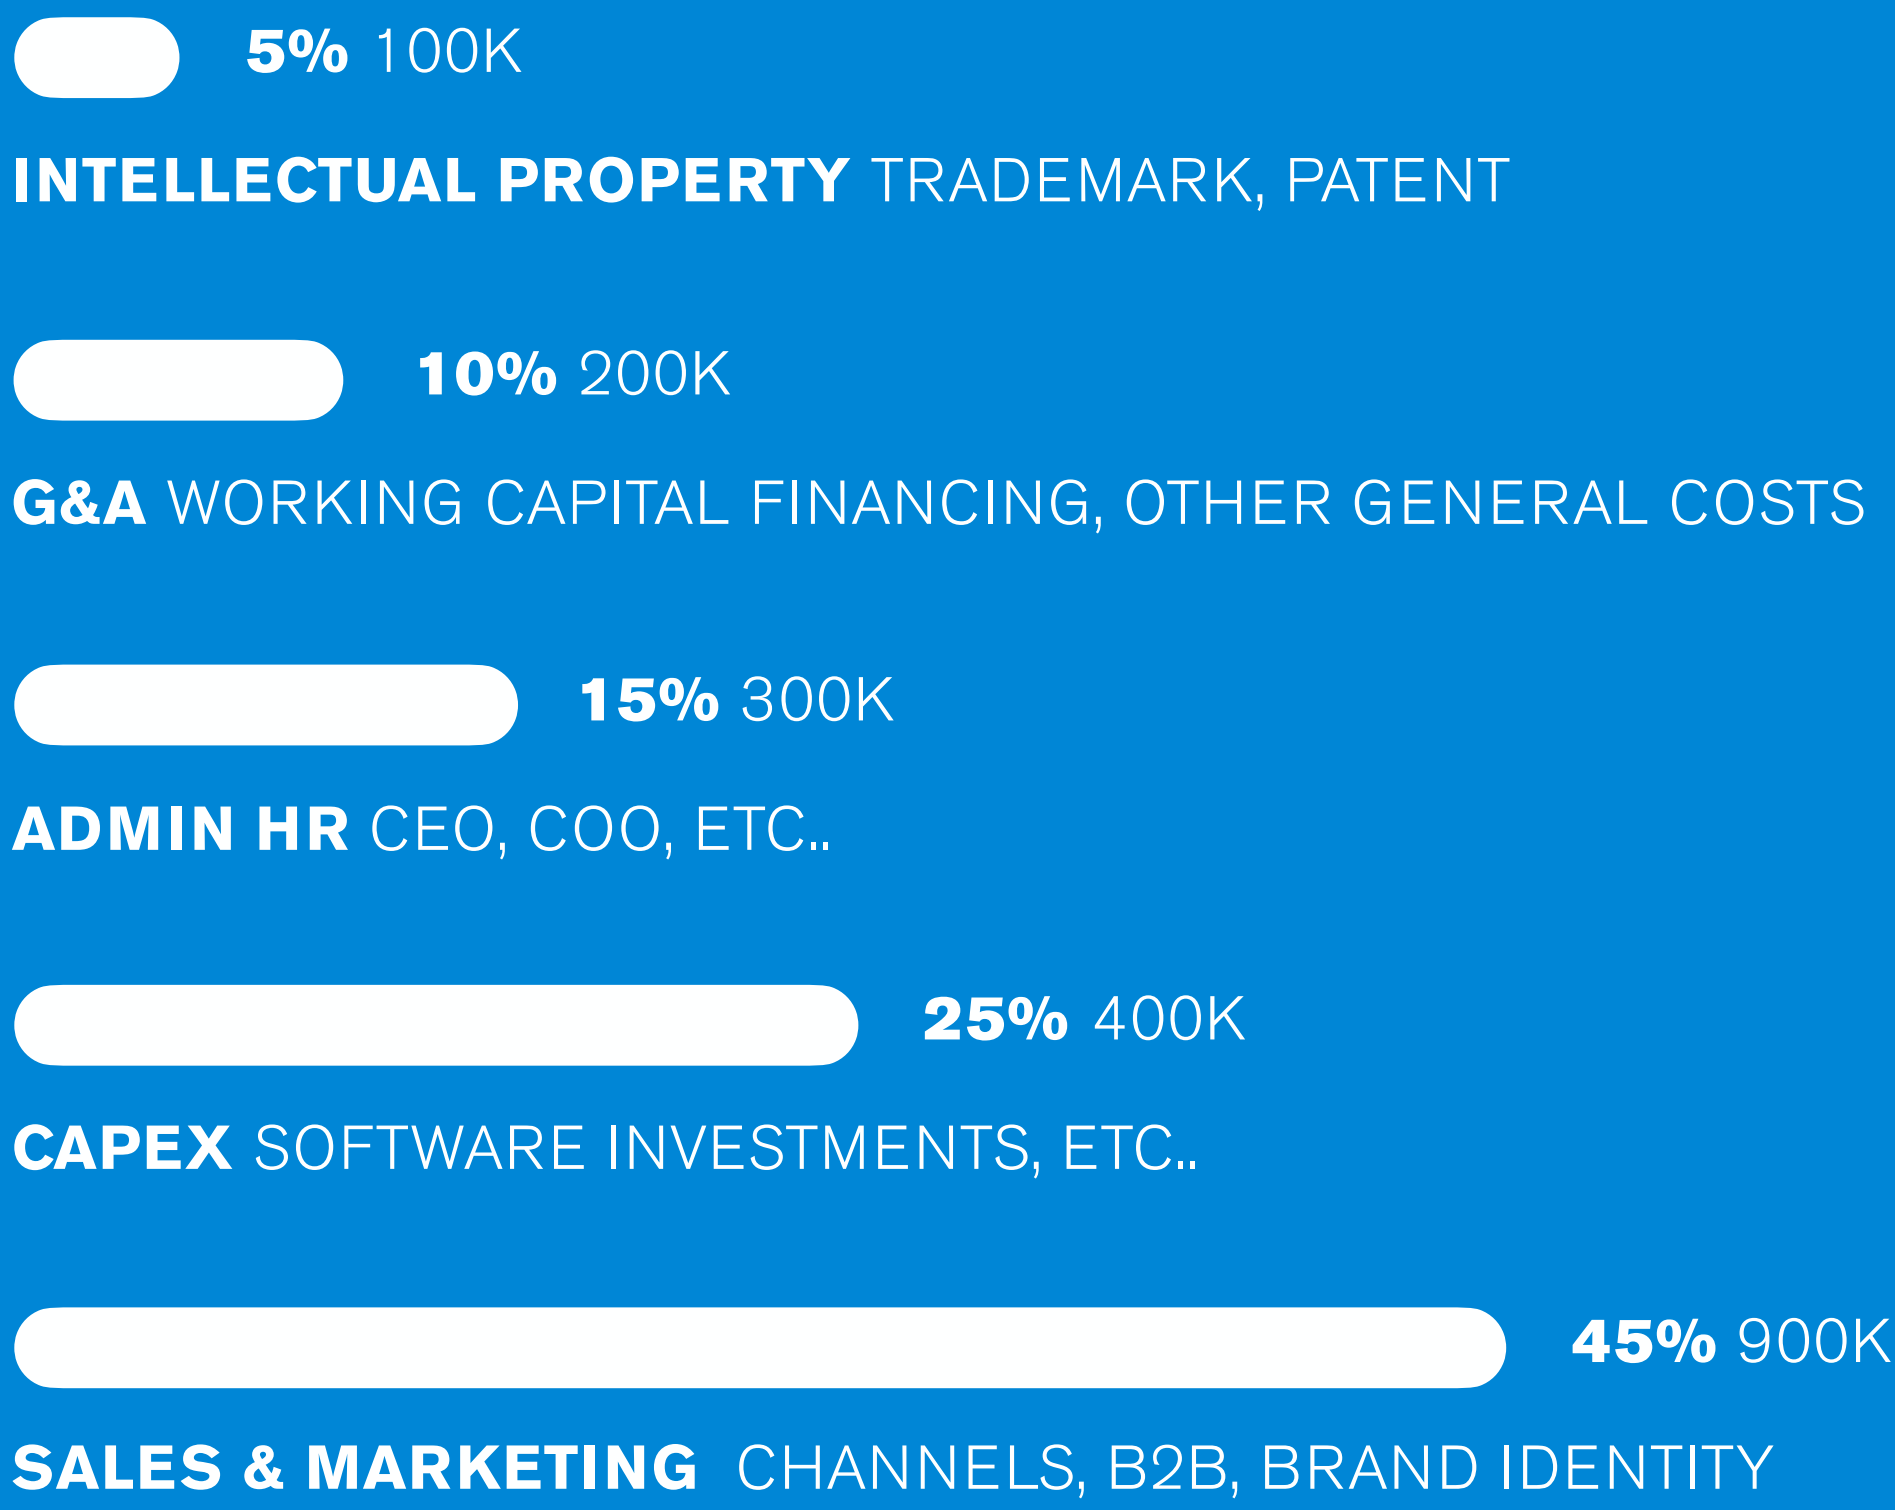 5% 100K
INTELLECTUAL PROPERTY TRADEMARK, PATENT
10% 200K
G&A WORKING CAPITAL FINANCING, OTHER GENERAL COSTS
15% 300K
ADMIN HR CEO, COO, ETC..
25% 400K
CAPEX SOFTWARE INVESTMENTS, ETC..
45% 900K
SALES & MARKETING CHANNELS, B2B, BRAND IDENTITY